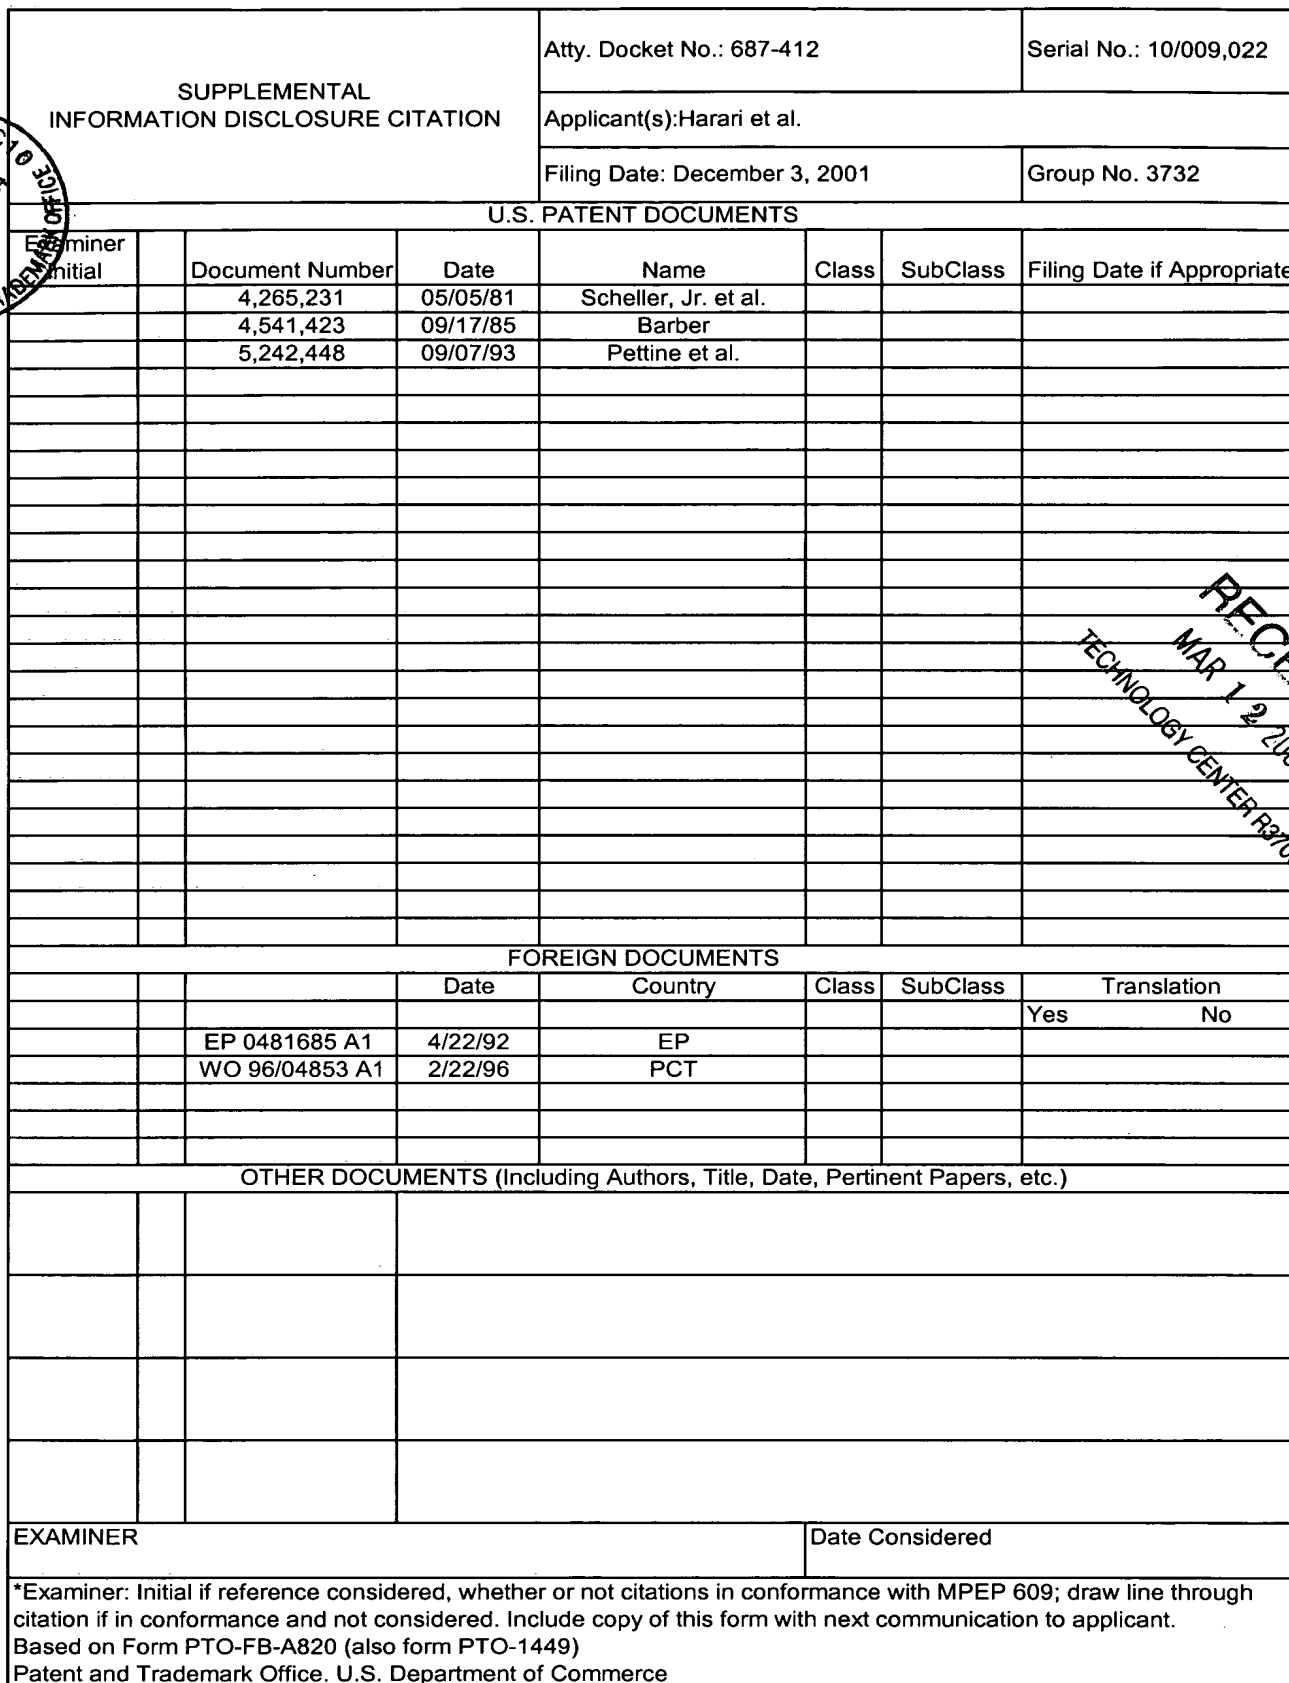 SUPPLEMENTAL
INFORMATION DISCLOSURE CITATION
Atty. Docket No.: 687-412
Serial No.: 10/009,022
Applicant(s):Harari et al.
Filing Date: December 3, 2001
Group No. 3732
OFFICE
U.S. PATENT DOCUMENTS
Examiner
Initial
Document Number
Date
Name
Class
SubClass
Filing Date if Appropriate
4,265,231 05/05/81 Scheller, Jr. et al.
4,541,423 09/17/85 Barber
5,242,448 09/07/93 Pettine et al.
MAR 12
TECHNOLOGY CENTER
FOREIGN DOCUMENTS
Date Country Class SubClass Translation
Yes No
EP 0481685 A1 4/22/92 EP
WO 96/04853 A1 2/22/96 PCT
OTHER DOCUMENTS (Including Authors, Title, Date, Pertinent Papers, etc.)
EXAMINER
Date Considered
*Examiner: Initial if reference considered, whether or not citations in conformance with MPEP 609; draw line through
citation if in conformance and not considered. Include copy of this form with next communication to applicant.
Based on Form PTO-FB-A820 (also form PTO-1449)
Patent and Trademark Office. U.S. Department of Commerce